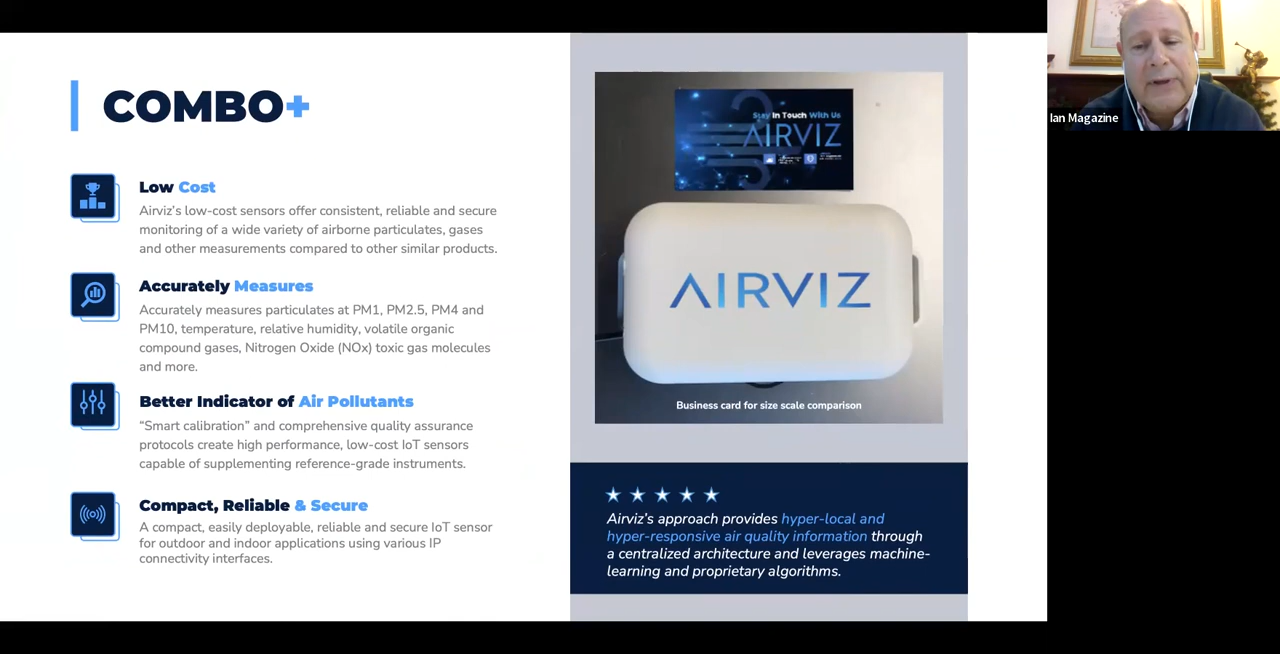 COMBO+
Low Cost
Airviz's low-cost sensors offer consistent, reliable and secure
monitoring of a wide variety of airborne particulates, gases
and other measurements compared to other similar products.
Accurately Measures
Accurately measures particulates at PM1, PM2.5, PM4 and
PM10, temperature, relative humidity, volatile organic
compound gases, Nitrogen Oxide (NOx) toxic gas molecules
and more.
Better Indicator of Air Pollutants
“Smart calibration” and comprehensive quality assurance
protocols create high performance, low-cost IoT sensors
capable of supplementing reference-grade instruments.
Compact, Reliable & Secure
A compact, easily deployable, reliable and secure IoT sensor
for outdoor and indoor applications using various IP
connectivity interfaces.
Stay In Touch With Us
AIRVIZ
AIRVIZ
Business card for size scale comparison
Airviz's approach provides hyper-local and
hyper-responsive air quality information through
a centralized architecture and leverages machine-
learning and proprietary algorithms.
Ian Magazine